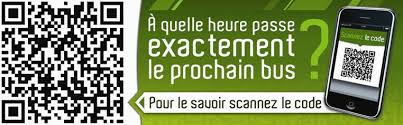 À quelle heure passe
exactement
le prochain bus
?
Scannez le code
Pour le savoir scannez le code